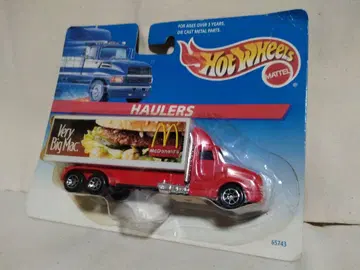 FOR AGES OVER 3 YEARS.
DIE CAST METAL PARTS.
HOT WHEELS
MATTEL
HAULERS
Very
Big Mac
McDonald's
65743